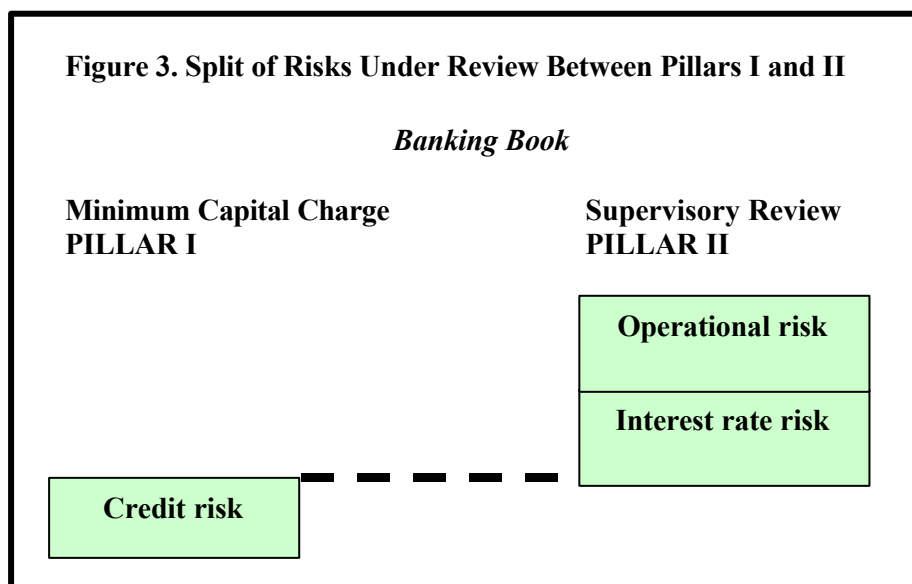 Figure 3. Split of Risks Under Review Between Pillars I and II
Banking Book
Minimum Capital Charge
PILLAR I
Supervisory Review
PILLAR II
Operational risk
Interest rate risk
Credit risk